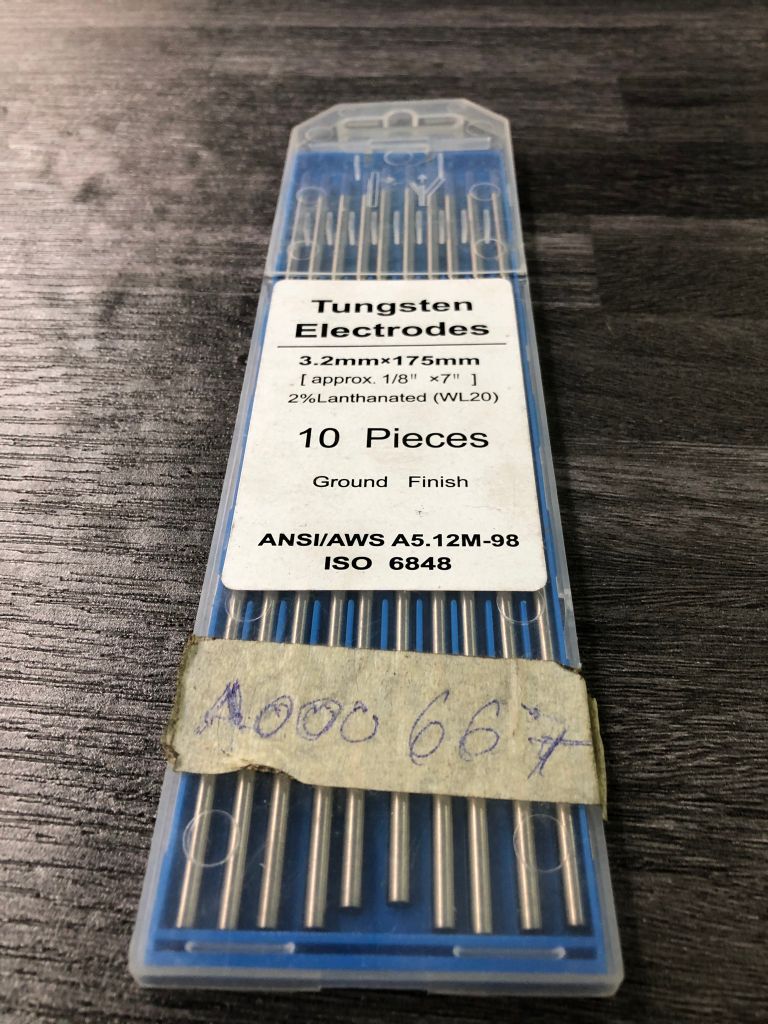 Tungsten
Electrodes
3.2mm×175mm
[ approx. 1/8" ×7" ]
2%Lanthanated (WL20)
10 Pieces
Ground Finish
ANSI/AWS A5.12M-98
ISO 6848
A000 667